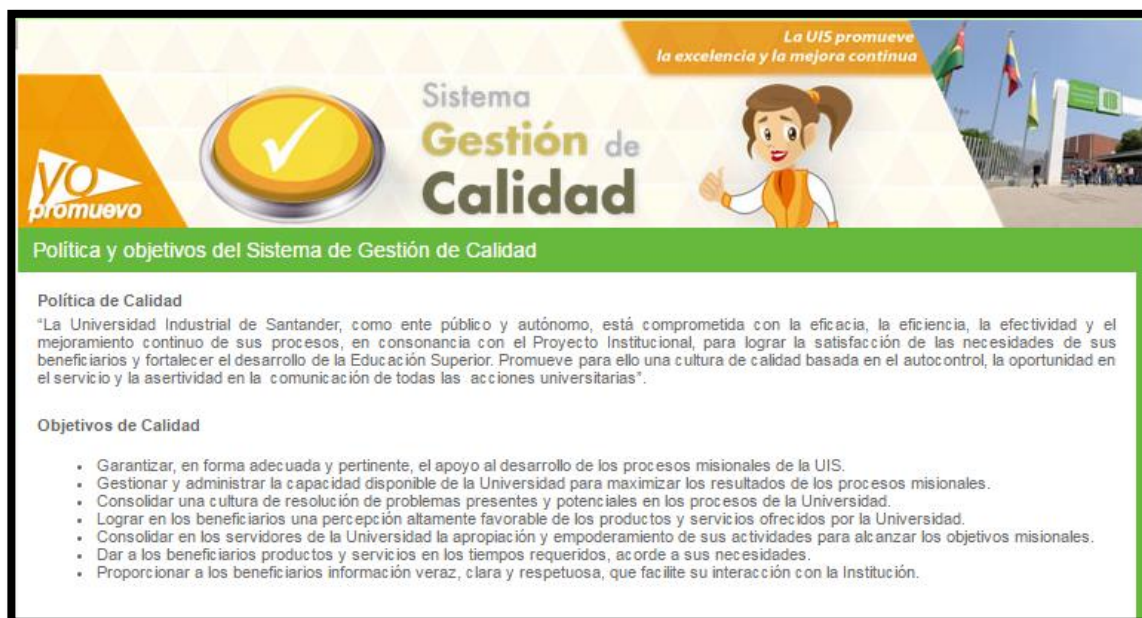 La UIS promueve
la excelencia y la mejora continua
Sistema
Gestión de
Calidad
yo
promuevo
Política y objetivos del Sistema de Gestión de Calidad
Política de Calidad
“La Universidad Industrial de Santander, como ente público y autónomo, está comprometida con la eficacia, la eficiencia, la efectividad y el
mejoramiento continuo de sus procesos, en consonancia con el Proyecto Institucional, para lograr la satisfacción de las necesidades de sus
beneficiarios y fortalecer el desarrollo de la Educación Superior. Promueve para ello una cultura de calidad basada en el autocontrol, la oportunidad en
el servicio y la asertividad en la comunicación de todas las acciones universitarias”.
Objetivos de Calidad
• Garantizar, en forma adecuada y pertinente, el apoyo al desarrollo de los procesos misionales de la UIS.
• Gestionar y administrar la capacidad disponible de la Universidad para maximizar los resultados de los procesos misionales.
• Consolidar una cultura de resolución de problemas presentes y potenciales en los procesos de la Universidad.
• Lograr en los beneficiarios una percepción altamente favorable de los productos y servicios ofrecidos por la Universidad.
• Consolidar en los servidores de la Universidad la apropiación y empoderamiento de sus actividades para alcanzar los objetivos misionales.
• Dar a los beneficiarios productos y servicios en los tiempos requeridos, acorde a sus necesidades.
• Proporcionar a los beneficiarios información veraz, clara y respetuosa, que facilite su interacción con la Institución.